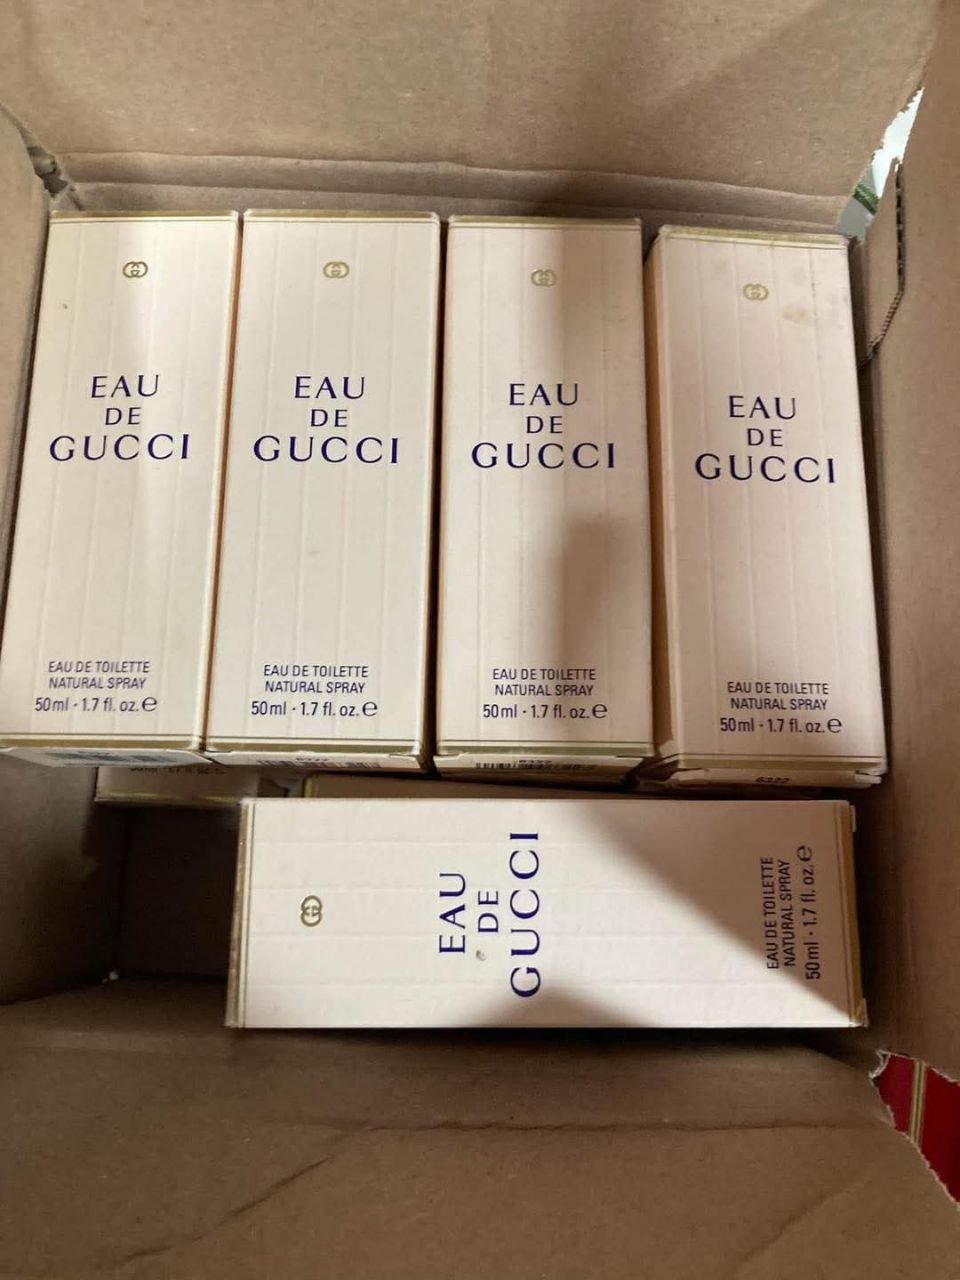 EAU
DE
GUCCI
EAU DE TOILETTE
NATURAL SPRAY
50ml · 1.7 fl. oz. ℮
EAU
DE
GUCCI
EAU DE TOILETTE
NATURAL SPRAY
50ml · 1.7 fl. oz. ℮
EAU
DE
GUCCI
EAU DE TOILETTE
NATURAL SPRAY
50ml · 1.7 fl. oz. ℮
6322
EAU
DE
GUCCI
EAU DE TOILETTE
NATURAL SPRAY
50ml · 1.7 fl. oz. ℮
6322
EAU
DE
GUCCI
EAU DE TOILETTE
NATURAL SPRAY
50ml · 1.7 fl. oz. ℮